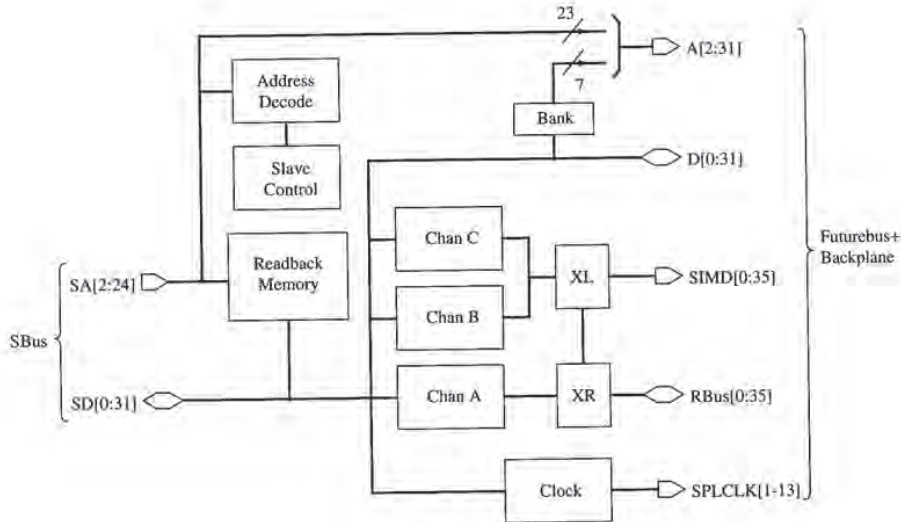 23
A[2:31]
7
Address
Decode
Bank
D[0:31]
Slave
Control
Chan C
Futurebus+
Backplane
Readback
Memory
XL
SA[2:24]
SIMD[0:35]
Chan B
SBus
SD[0:31]
Chan A
XR
RBus[0:35]
Clock
SPLCLK[1-13]